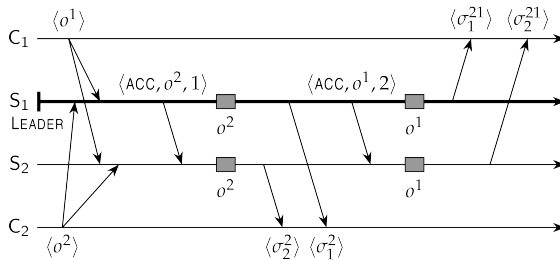 ⟨o¹⟩ ⟨σ₁²¹⟩ ⟨σ₂²¹⟩
C₁
⟨ACC, o², 1⟩ ⟨ACC, o¹, 2⟩
S₁
LEADER o² o¹
S₂
o² o¹
C₂
⟨o²⟩ ⟨σ₂²⟩ ⟨σ₁²⟩